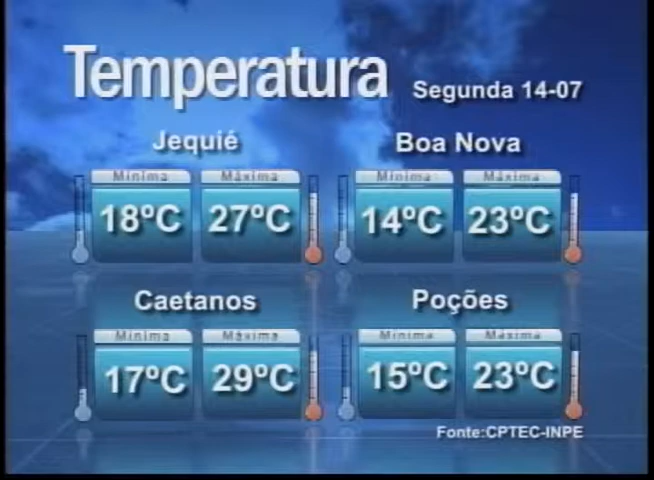 Temperatura
Segunda 14-07
Jequié
Mínima Máxima
18ºC 27ºC
Boa Nova
Mínima Máxima
14ºC 23ºC
Caetanos
Mínima Máxima
17ºC 29ºC
Poções
Mínima Máxima
15ºC 23ºC
Fonte:CPTEC-INPE